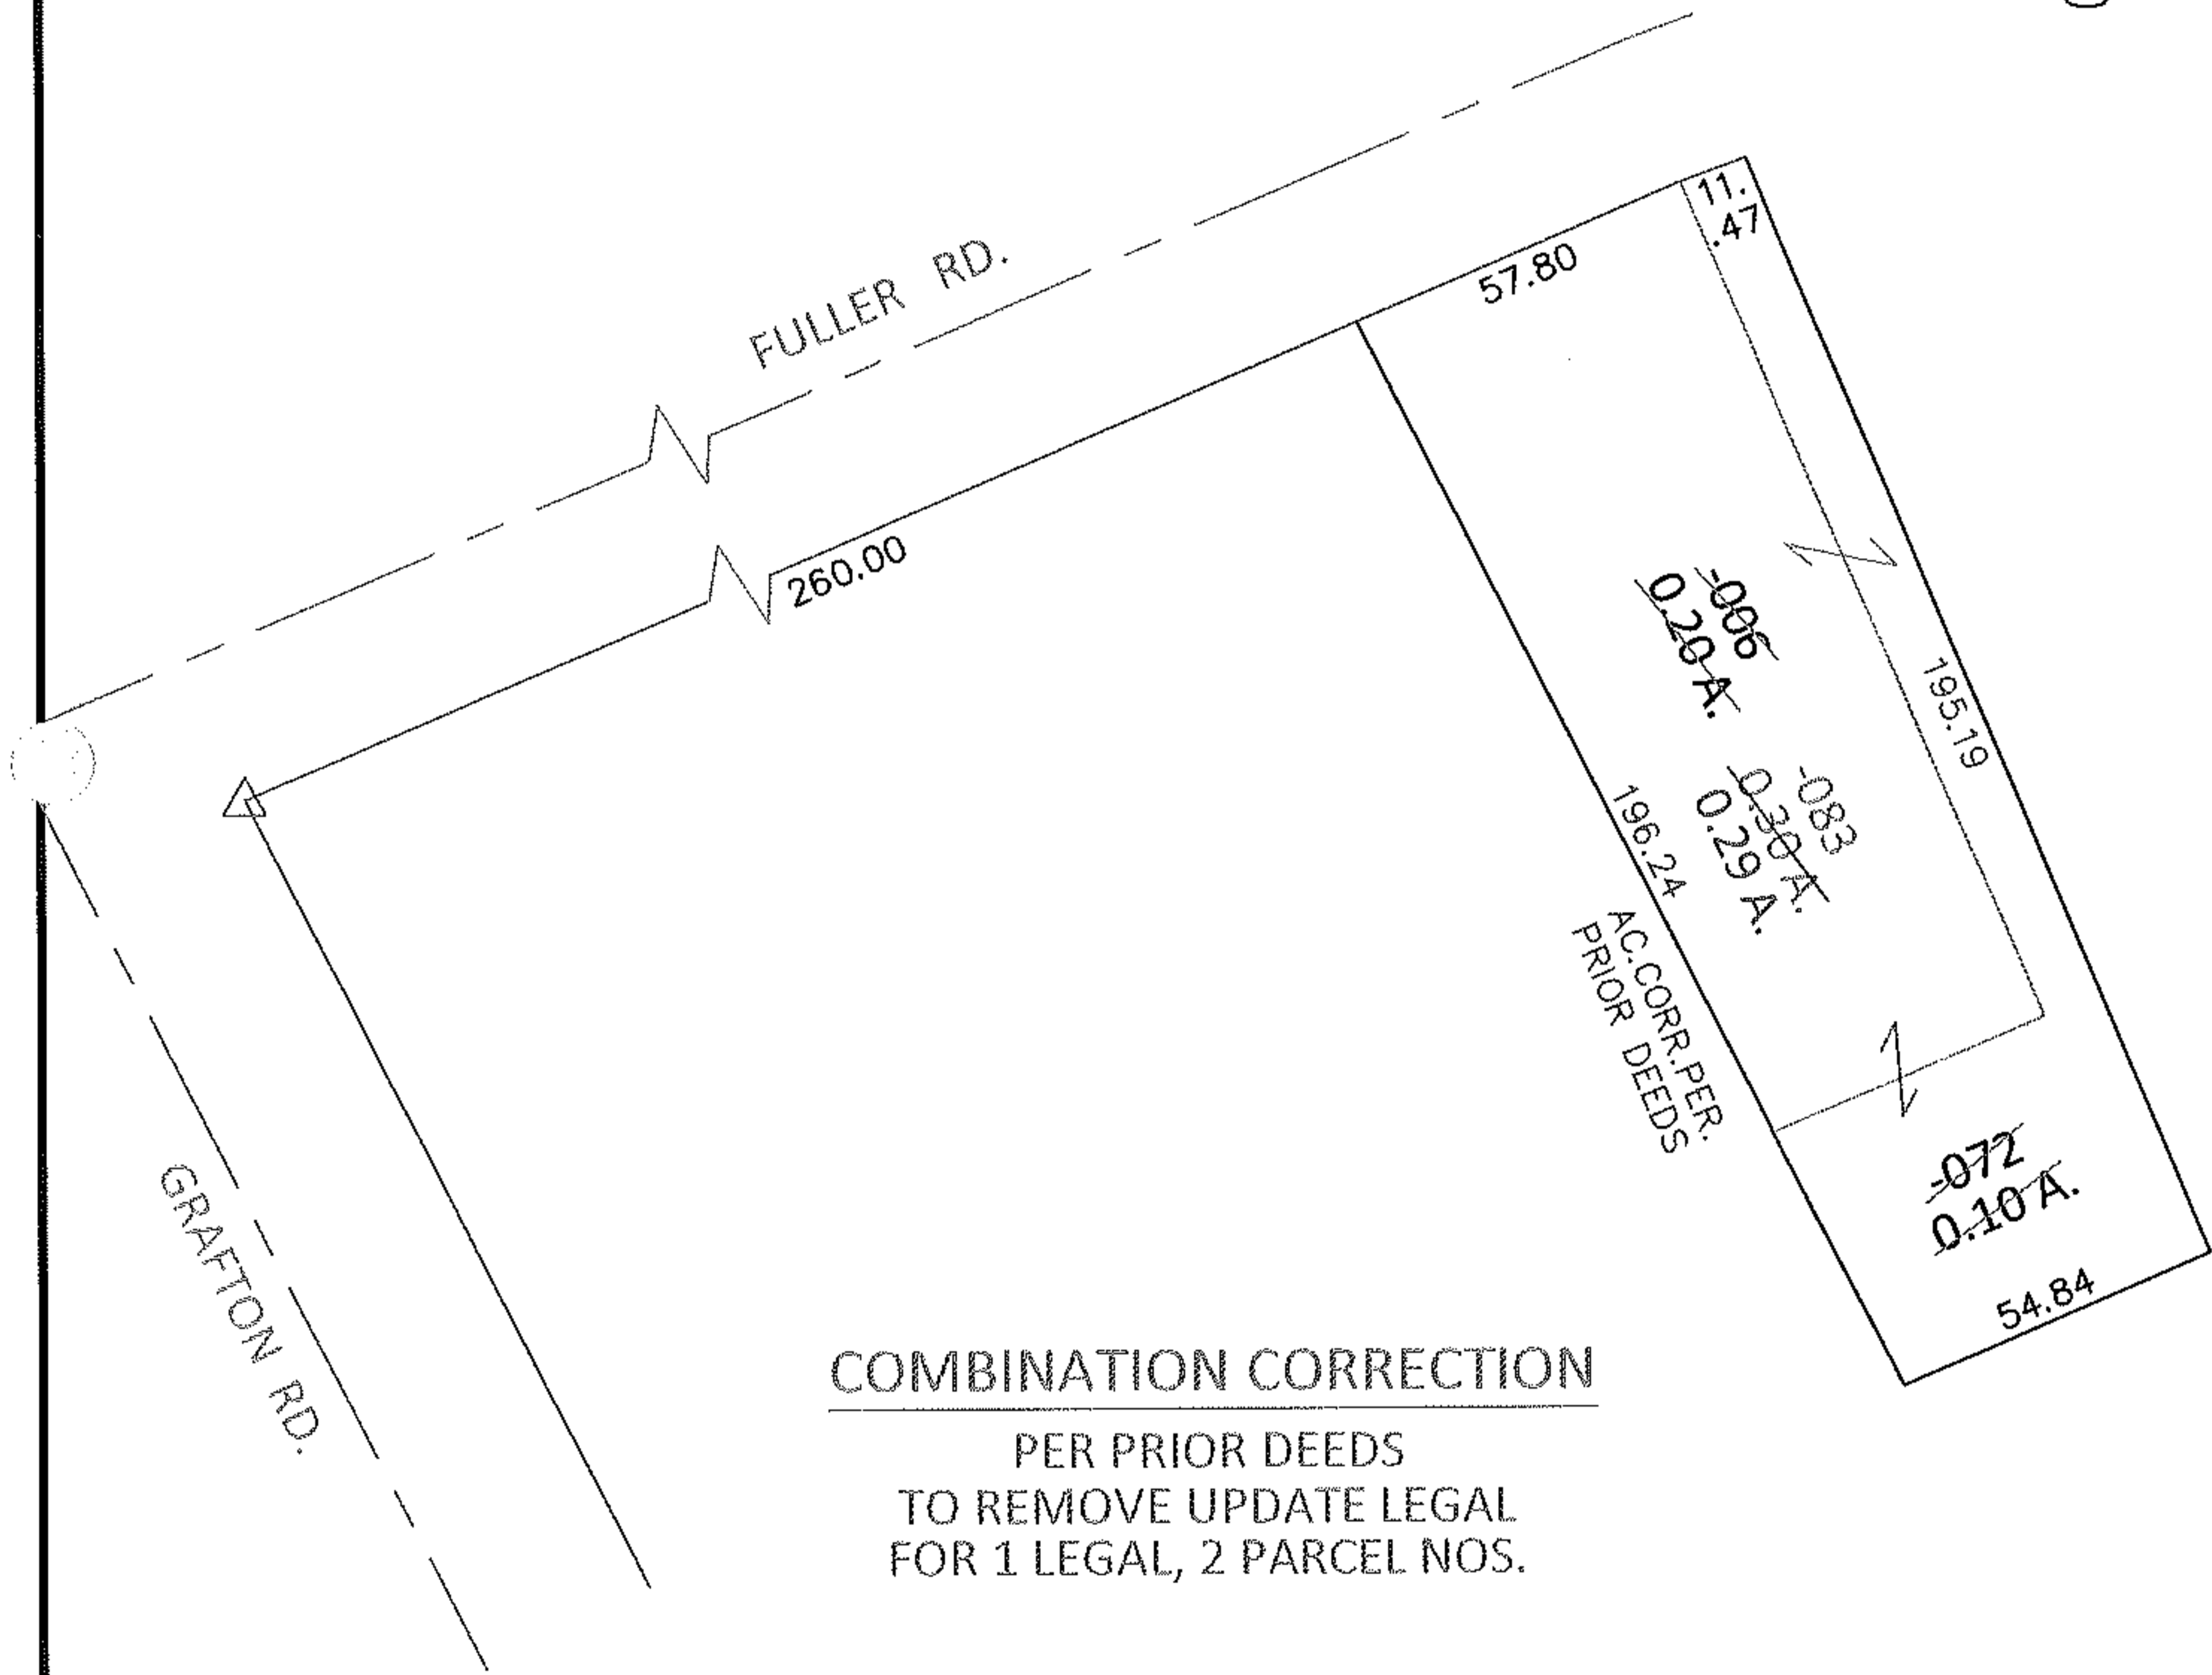 FULLER RD.
11.
.47
57.80
260.00
-006
0.20 A.
195.19
-083
0.30 A.
0.29 A.
196.24
AC.CORR.PER.
PRIOR DEEDS
-072
0.10 A.
54.84
GRAFTON RD.
COMBINATION CORRECTION
PER PRIOR DEEDS
TO REMOVE UPDATE LEGAL
FOR 1 LEGAL, 2 PARCEL NOS.